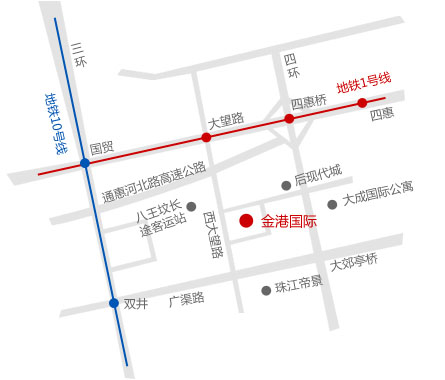 三环
四环
地铁1号线
四惠桥
四惠
大望路
地铁10号线
国贸
通惠河北路高速公路
后现代城
大成国际公寓
八王坟长
途客运站
西大望路
金港国际
大郊亭桥
珠江帝景
广渠路
双井